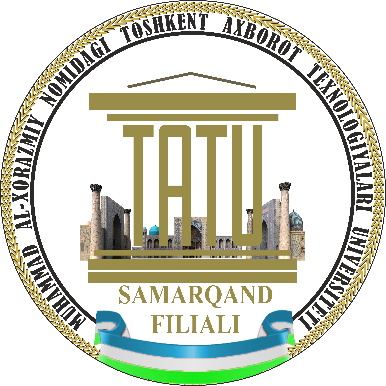 MUHAMMAD AL-XORAZMIY NOMIDAGI TOSHKENT AXBOROT TEXNOLOGIYALARI UNIVERSITETI
TATU
SAMARQAND
FILIALI